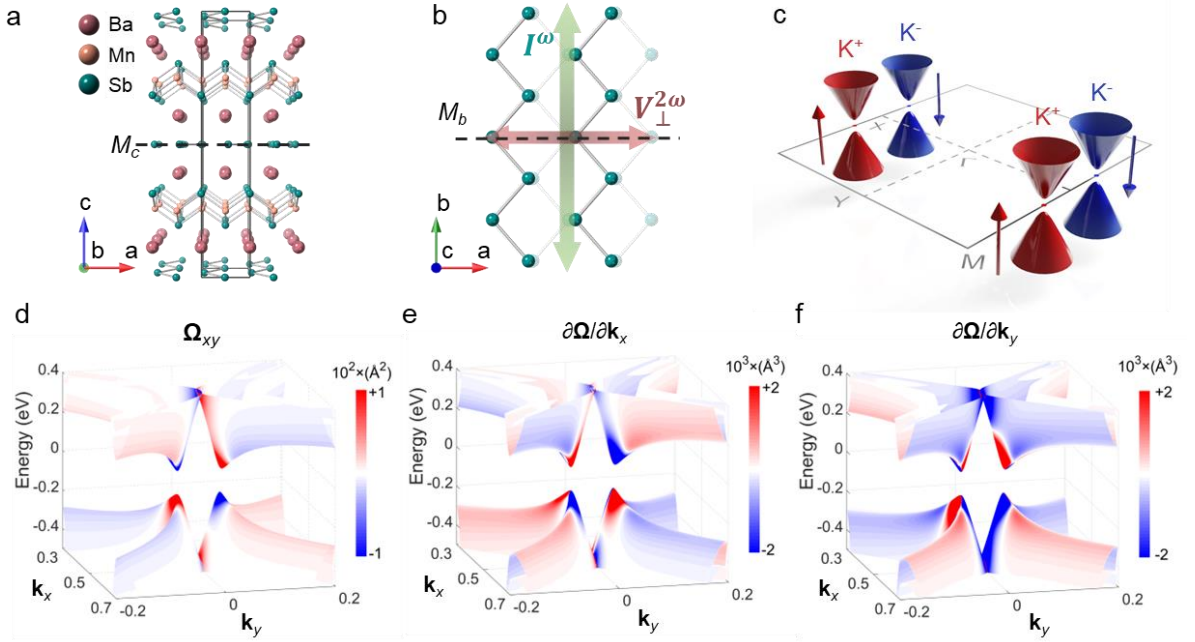 a
Ba
Mn
Sb
M_c
c
b
a
b
I^ω
V_⊥^{2ω}
M_b
b
c
a
c
K⁺
K⁻
K⁺
K⁻
X
Γ
Y
M
d
Ω_xy
10²×(Å²)
+1
-1
Energy (eV)
0.4
0.2
0
-0.2
-0.4
0.3
0.5
0.7
-0.2
0
0.2
k_x
k_y
e
∂Ω/∂k_x
10³×(Å³)
+2
-2
Energy (eV)
0.4
0.2
0
-0.2
-0.4
0.3
0.5
0.7
-0.2
0
0.2
k_x
k_y
f
∂Ω/∂k_y
10³×(Å³)
+2
-2
Energy (eV)
0.4
0.2
0
-0.2
-0.4
0.3
0.5
0.7
-0.2
0
0.2
k_x
k_y